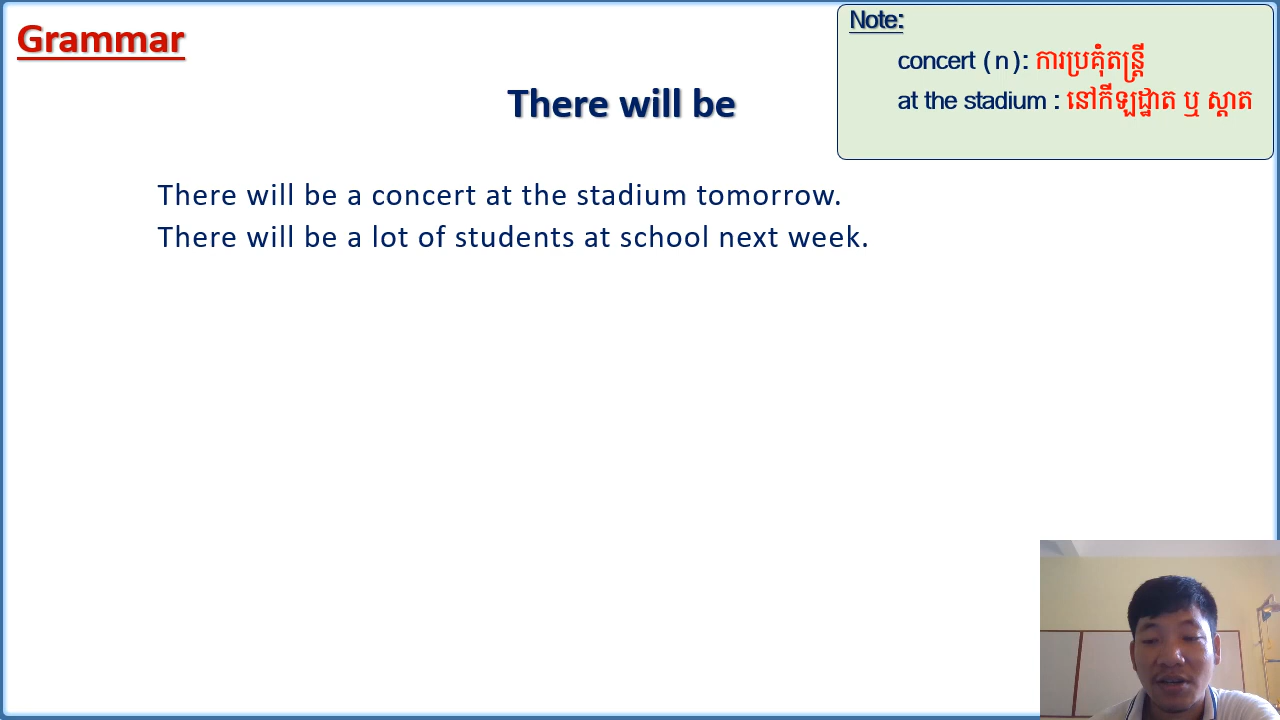 Grammar
Note:
concert ( n ): ការប្រគុំតន្ត្រី
at the stadium : នៅកីឡដ្ឋាត ឬ ស្តាត
There will be
There will be a concert at the stadium tomorrow.
There will be a lot of students at school next week.